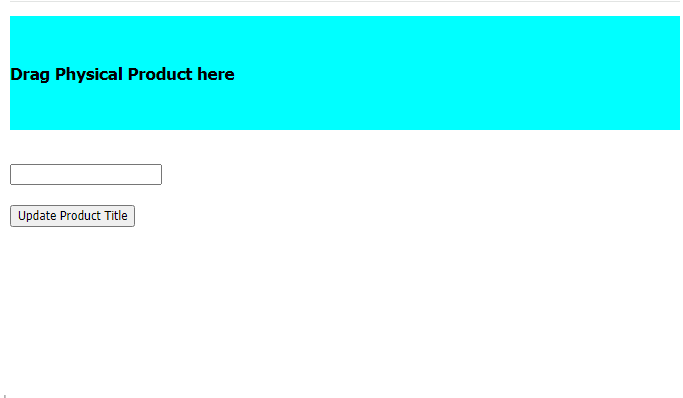 Drag Physical Product here
Update Product Title